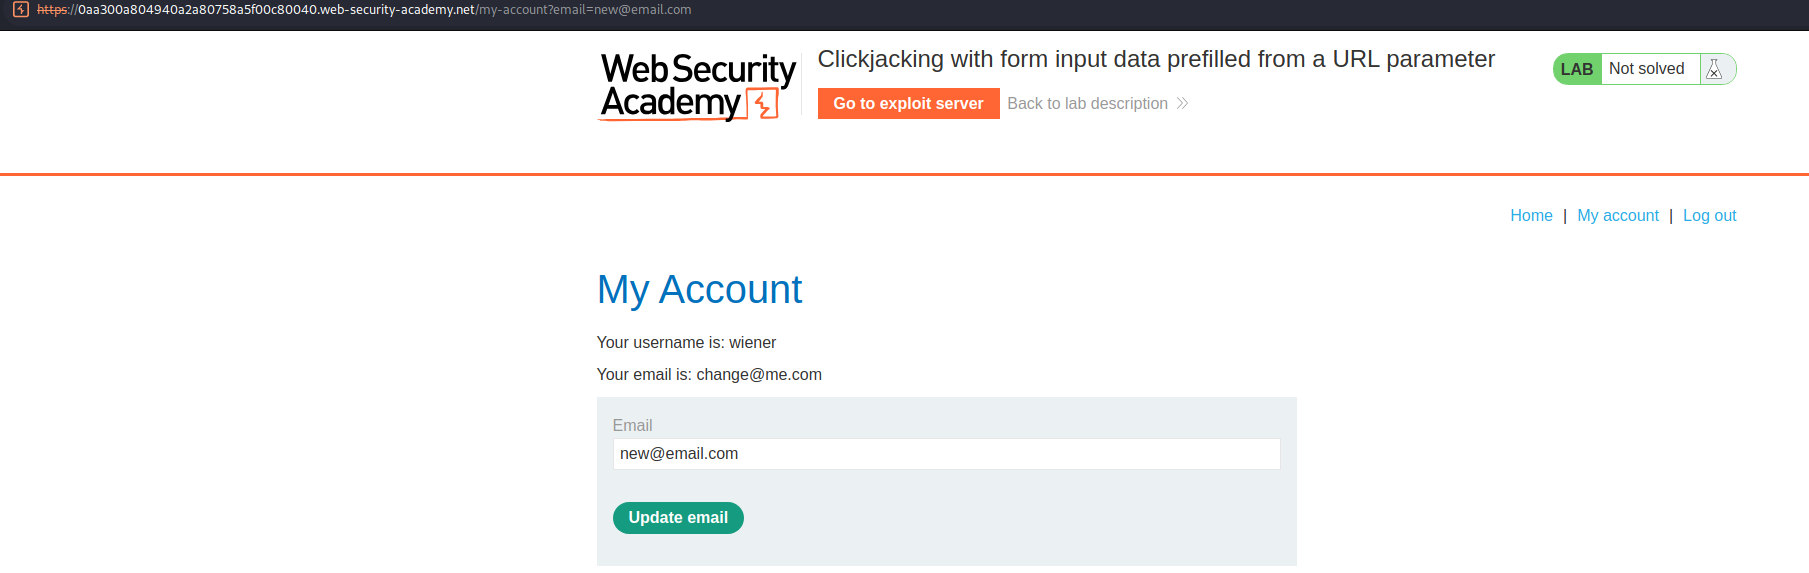 https://0aa300a804940a2a80758a5f00c80040.web-security-academy.net/my-account?email=new@email.com
Web Security
Academy
Clickjacking with form input data prefilled from a URL parameter
LAB Not solved
Go to exploit server Back to lab description
Home | My account | Log out
My Account
Your username is: wiener
Your email is: change@me.com
Email
new@email.com
Update email